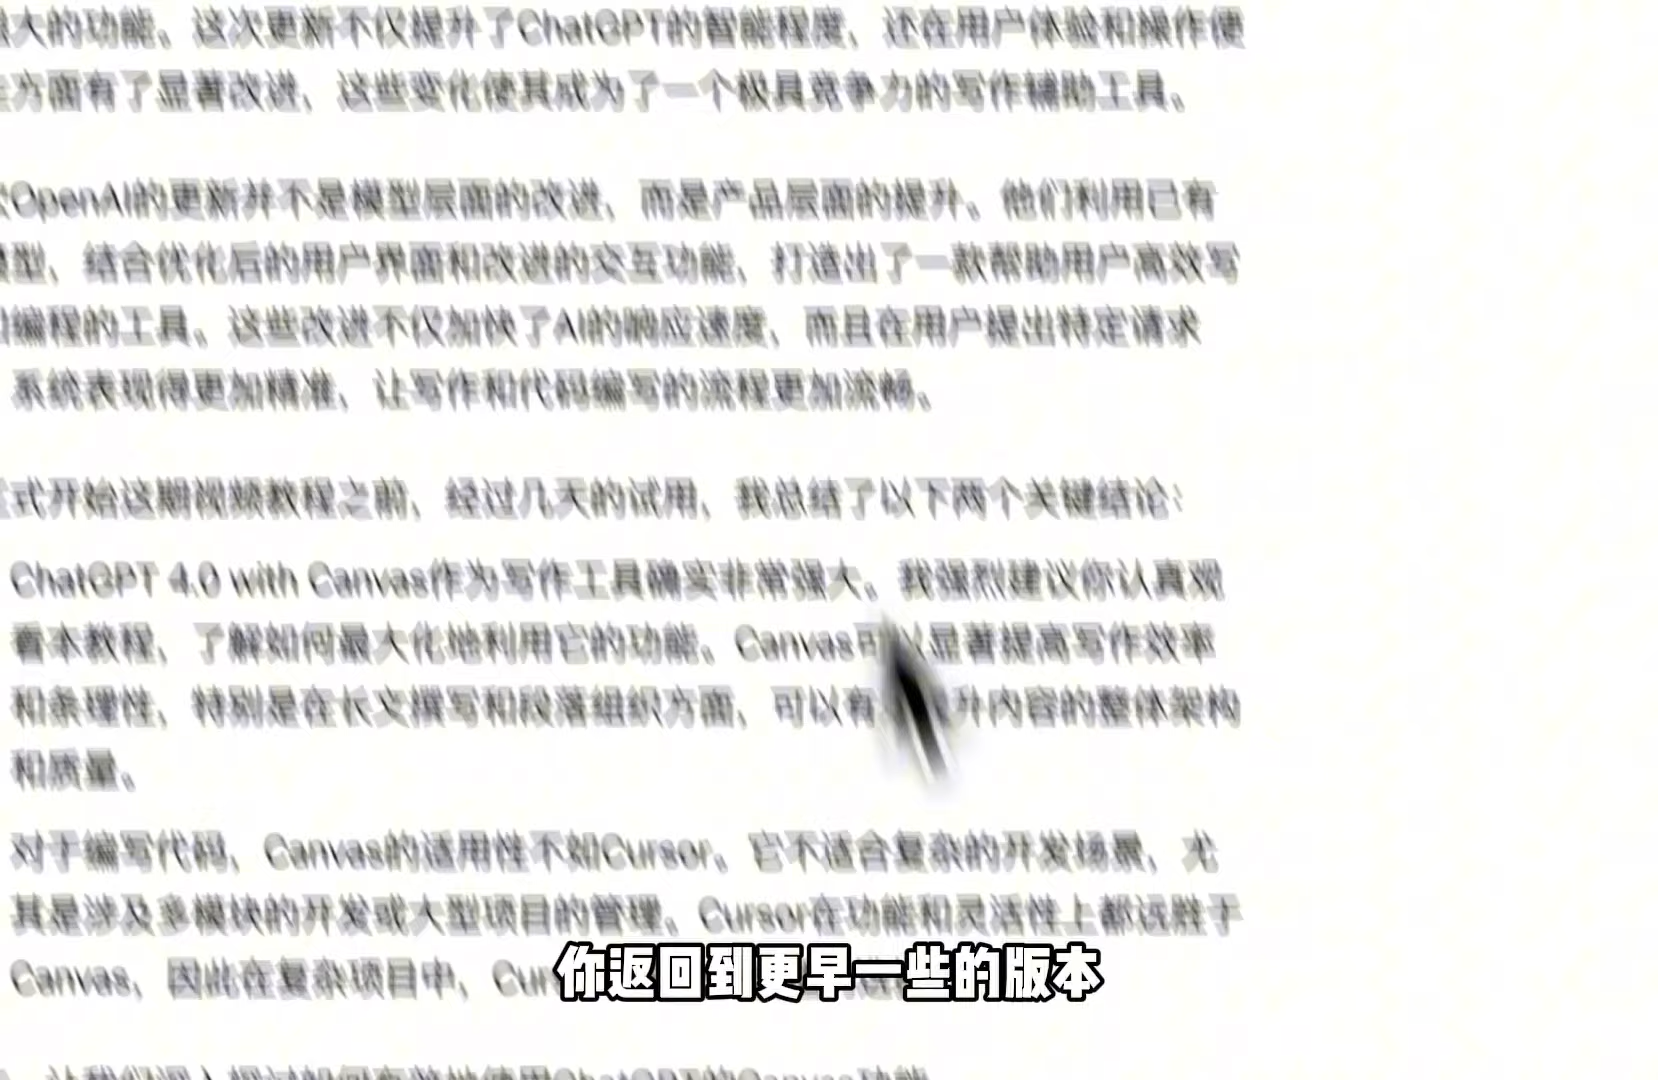 大的功能。这次更新不仅提升了ChatGPT的智能程度，还在用户体验和操作便
方面有了显著改进，这些变化使其成为了一个极具竞争力的写作辅助工具。
OpenAI的更新并不是模型层面的改进，而是产品层面的提升。他们利用已有
型，结合优化后的用户界面和改进的交互功能，打造出了一款帮助用户高效写
编程的工具。这些改进不仅加快了AI的响应速度，而且在用户提出特定请求
系统表现得更加精准，让写作和代码编写的流程更加流畅。
式开始这期视频教程之前，经过几天的试用，我总结了以下两个关键结论：
ChatGPT 4.0 with Canvas作为写作工具确实非常强大。我强烈建议你认真观
看本教程，了解如何最大化地利用它的功能。Canvas可以显著提高写作效率
和条理性，特别是在长文撰写和段落组织方面，可以有升内容的整体架构
和质量。
对于编写代码，Canvas的适用性不如Cursor。它不适合复杂的开发场景，尤
其是涉及多模块的开发或大型项目的管理。Cursor在功能和灵活性上都远胜于
Canvas，因此在复杂项目中，Cur
你返回到更早一些的版本